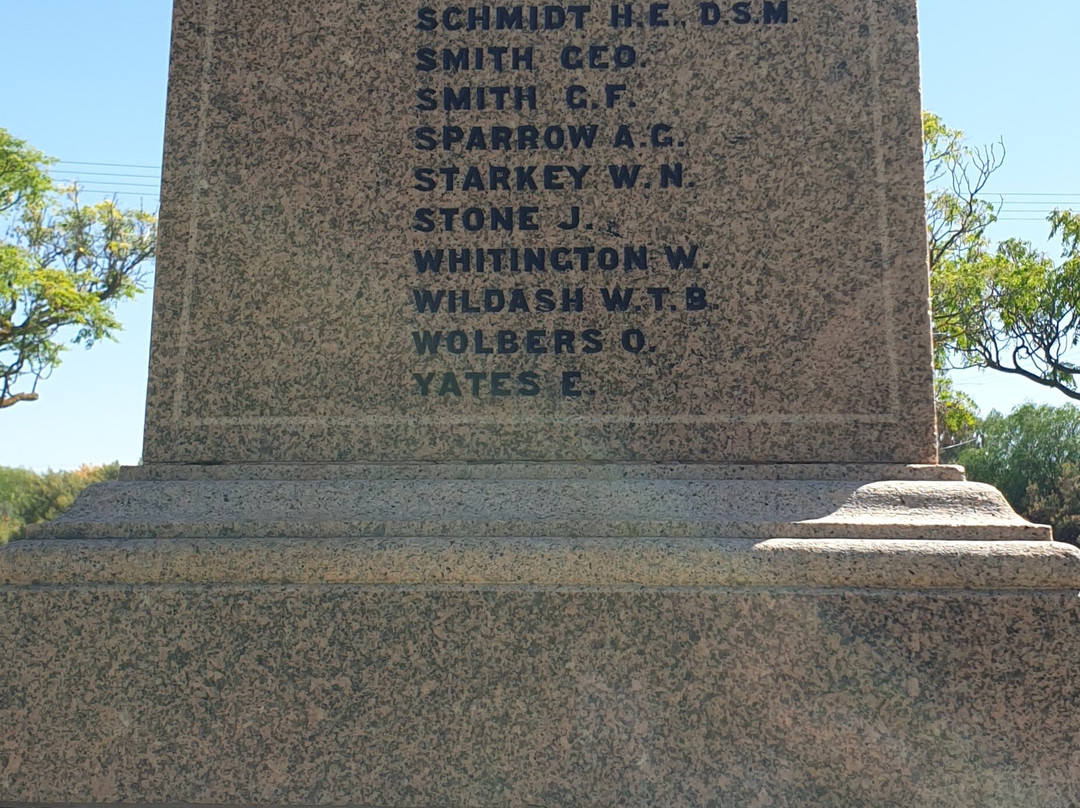 SCHMIDT H.E., D.S.M.
SMITH GEO.
SMITH G.F.
SPARROW A.G.
STARKEY W.N.
STONE J.
WHITINGTON W.
WILDASH W.T.B.
WOLBERS O.
YATES E.